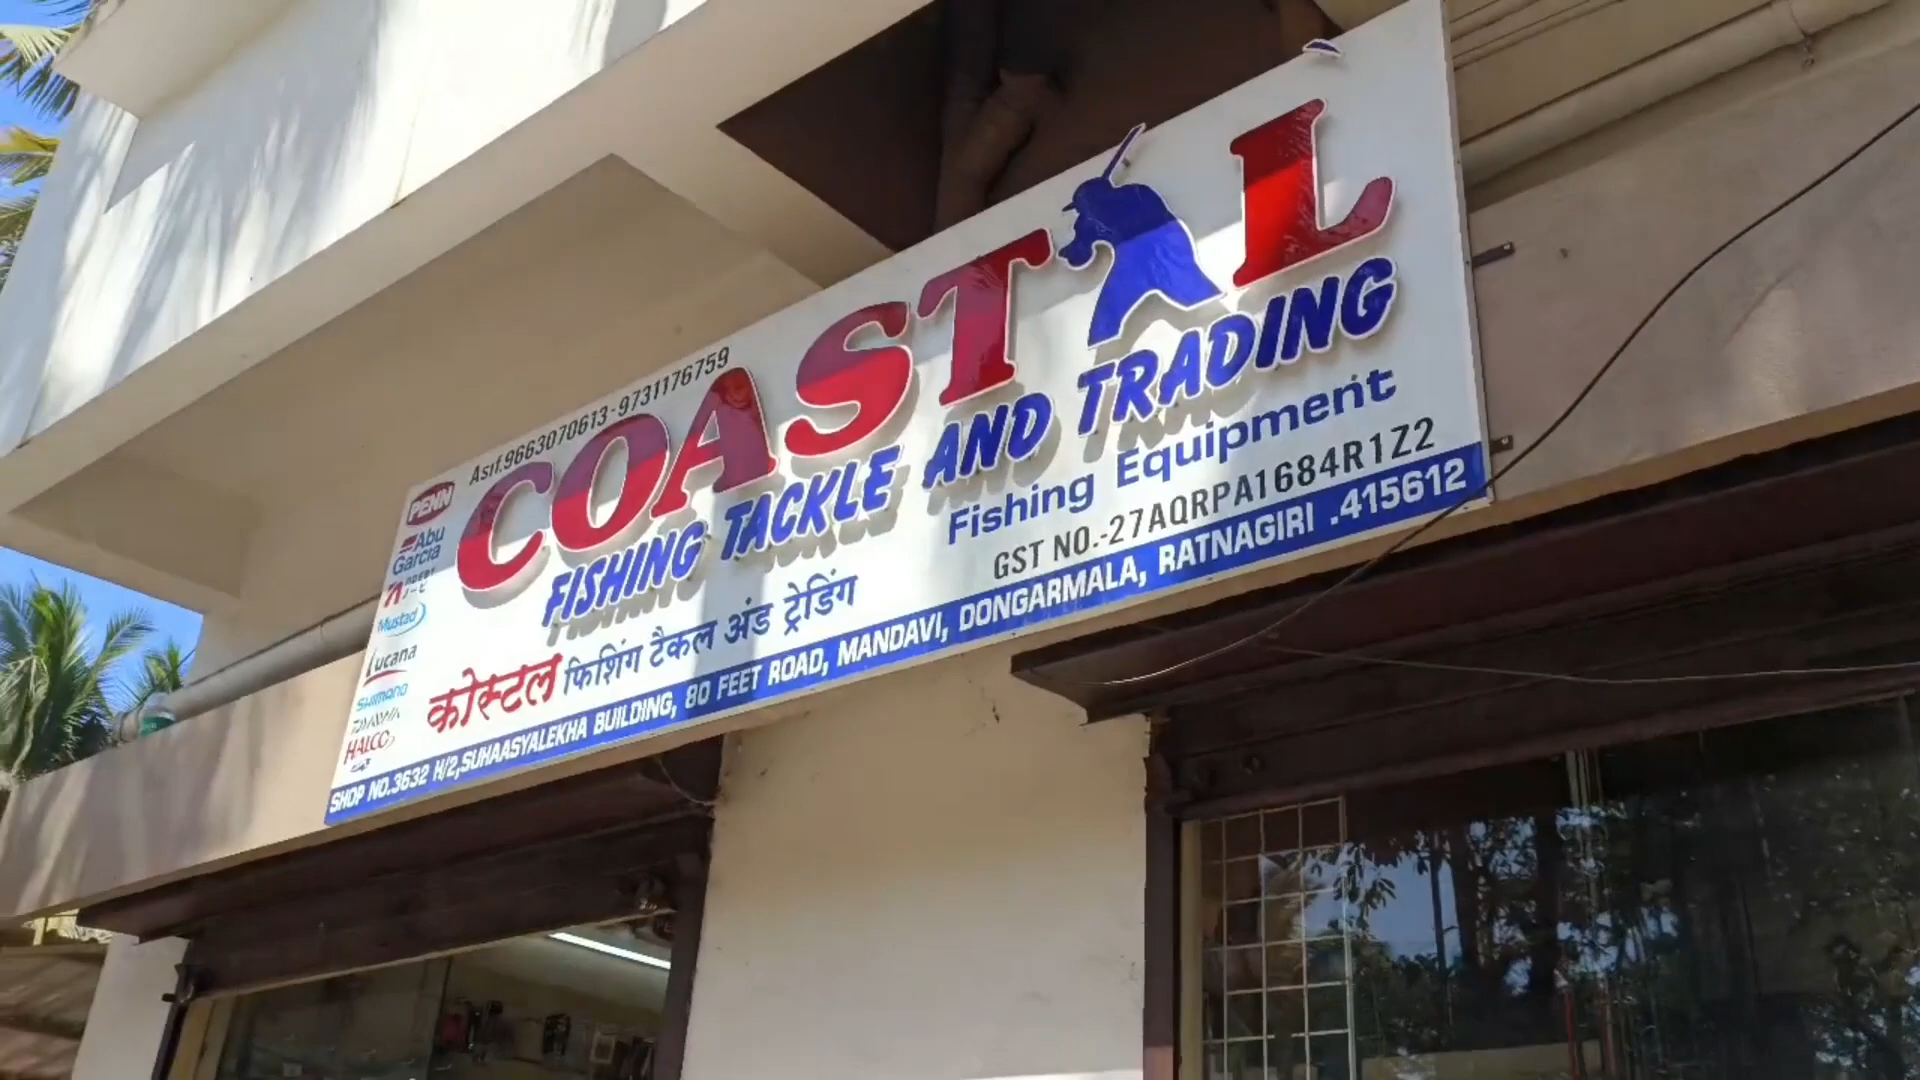 Asif.9663070613-9731176759
COASTAL
FISHING TACKLE AND TRADING
Fishing Equipment
GST NO.-27AQRPA1684R1Z2
कोस्टल फिशिंग टॅकल अंड ट्रेडिंग
SHOP NO.3632 H/2,SUHAASYALEKHA BUILDING, 80 FEET ROAD, MANDAVI, DONGARMALA, RATNAGIRI .415612
PENN
Abu
Garcia
Mustad
Lucana
SHIMANO
DAIWA
HALCO